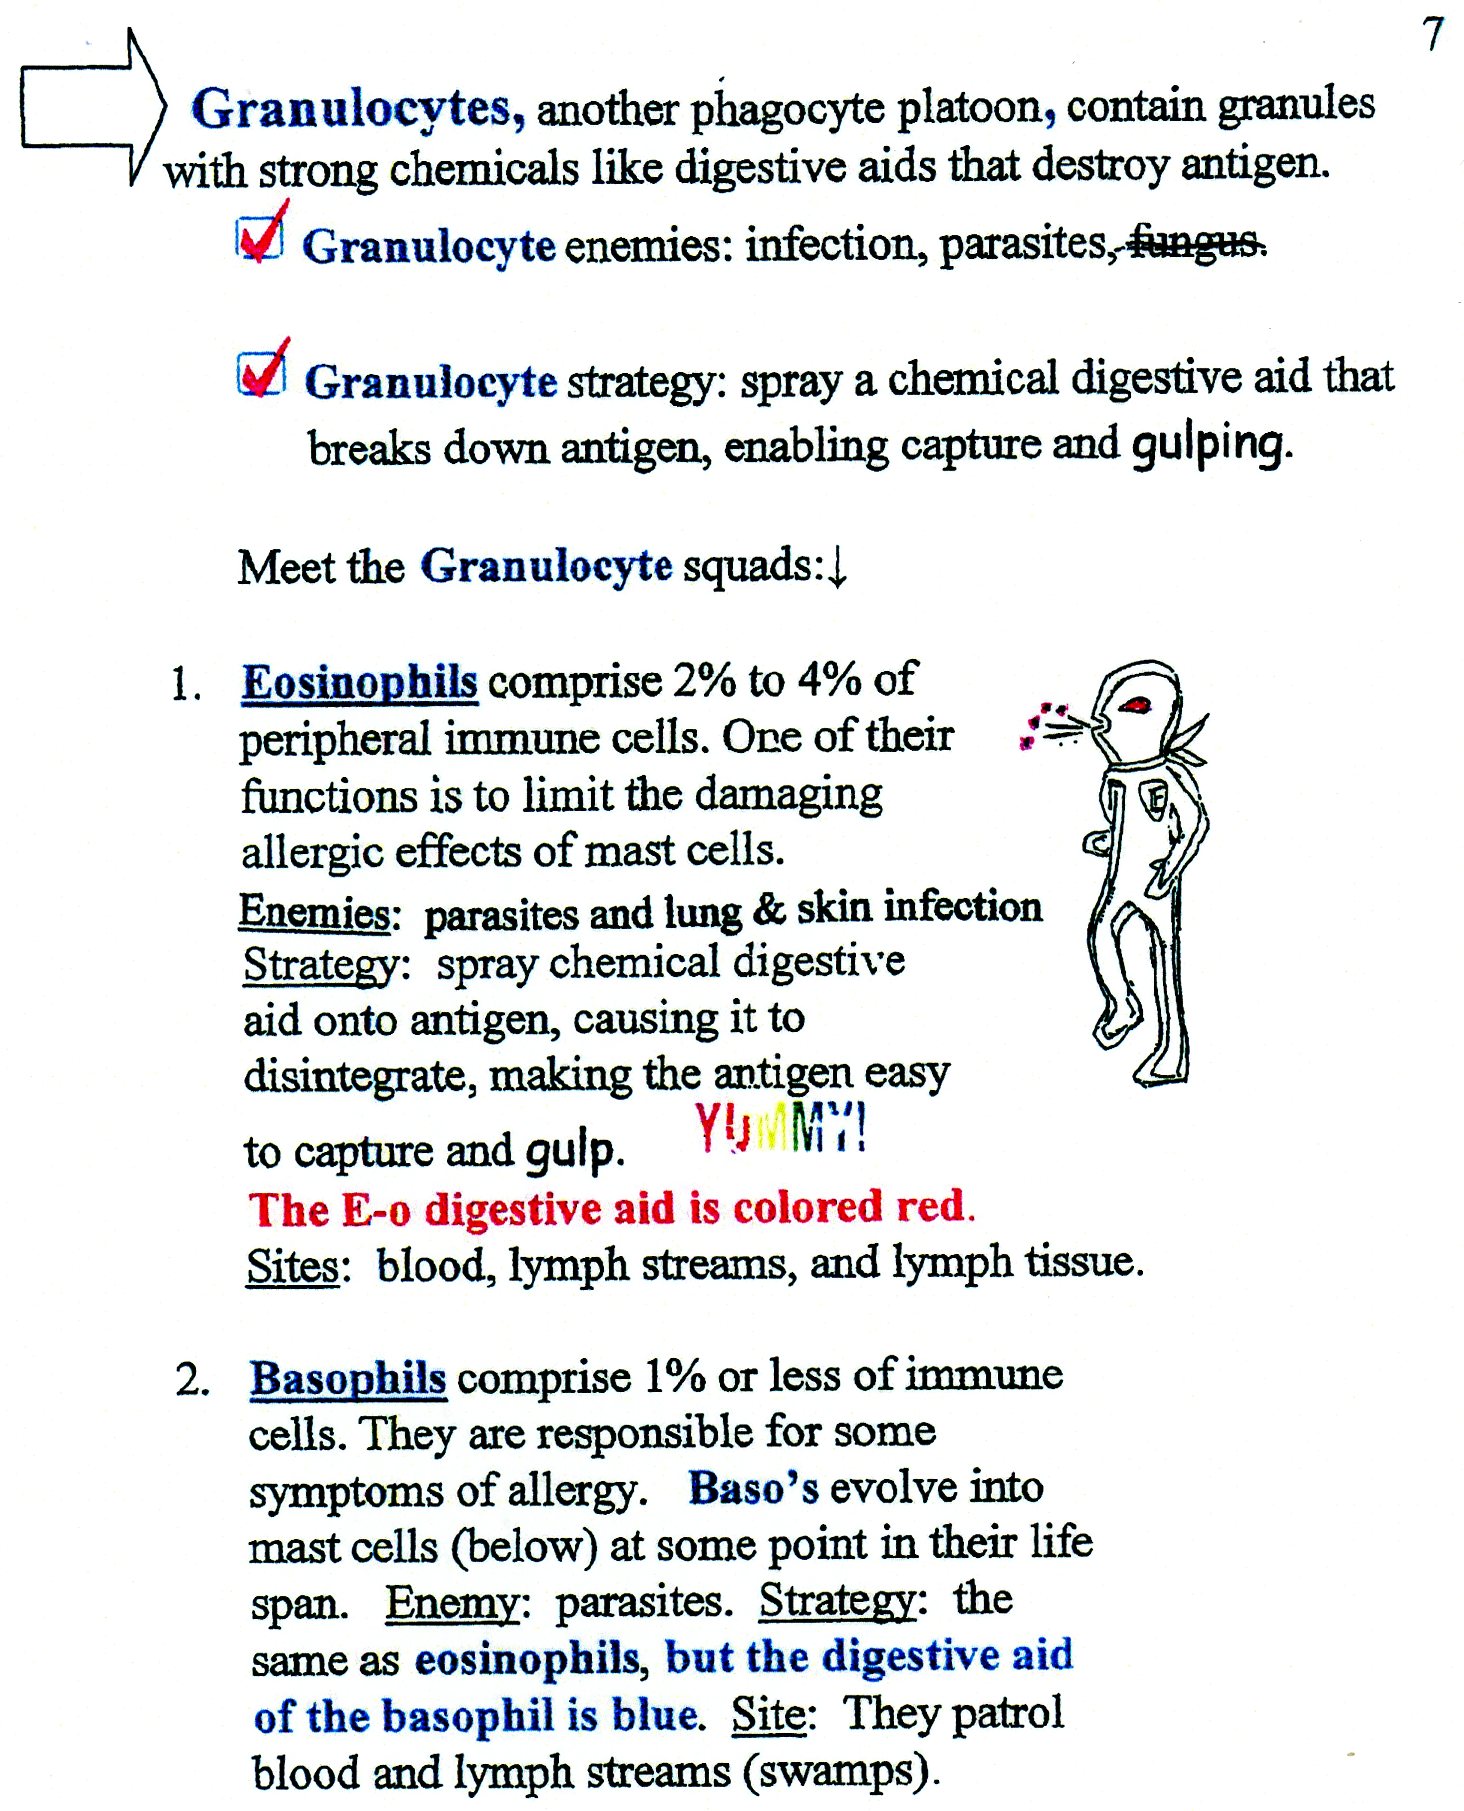 7
Granulocytes, another phagocyte platoon, contain granules
with strong chemicals like digestive aids that destroy antigen.
Granulocyte enemies: infection, parasites, fungus.
Granulocyte strategy: spray a chemical digestive aid that
breaks down antigen, enabling capture and gulping.
Meet the Granulocyte squads:↓
1. Eosinophils comprise 2% to 4% of
peripheral immune cells. One of their
functions is to limit the damaging
allergic effects of mast cells.
Enemies: parasites and lung & skin infection
Strategy: spray chemical digestive
aid onto antigen, causing it to
disintegrate, making the antigen easy
to capture and gulp. YUMMY!
The E-o digestive aid is colored red.
Sites: blood, lymph streams, and lymph tissue.
E
2. Basophils comprise 1% or less of immune
cells. They are responsible for some
symptoms of allergy. Baso's evolve into
mast cells (below) at some point in their life
span. Enemy: parasites. Strategy: the
same as eosinophils, but the digestive aid
of the basophil is blue. Site: They patrol
blood and lymph streams (swamps).